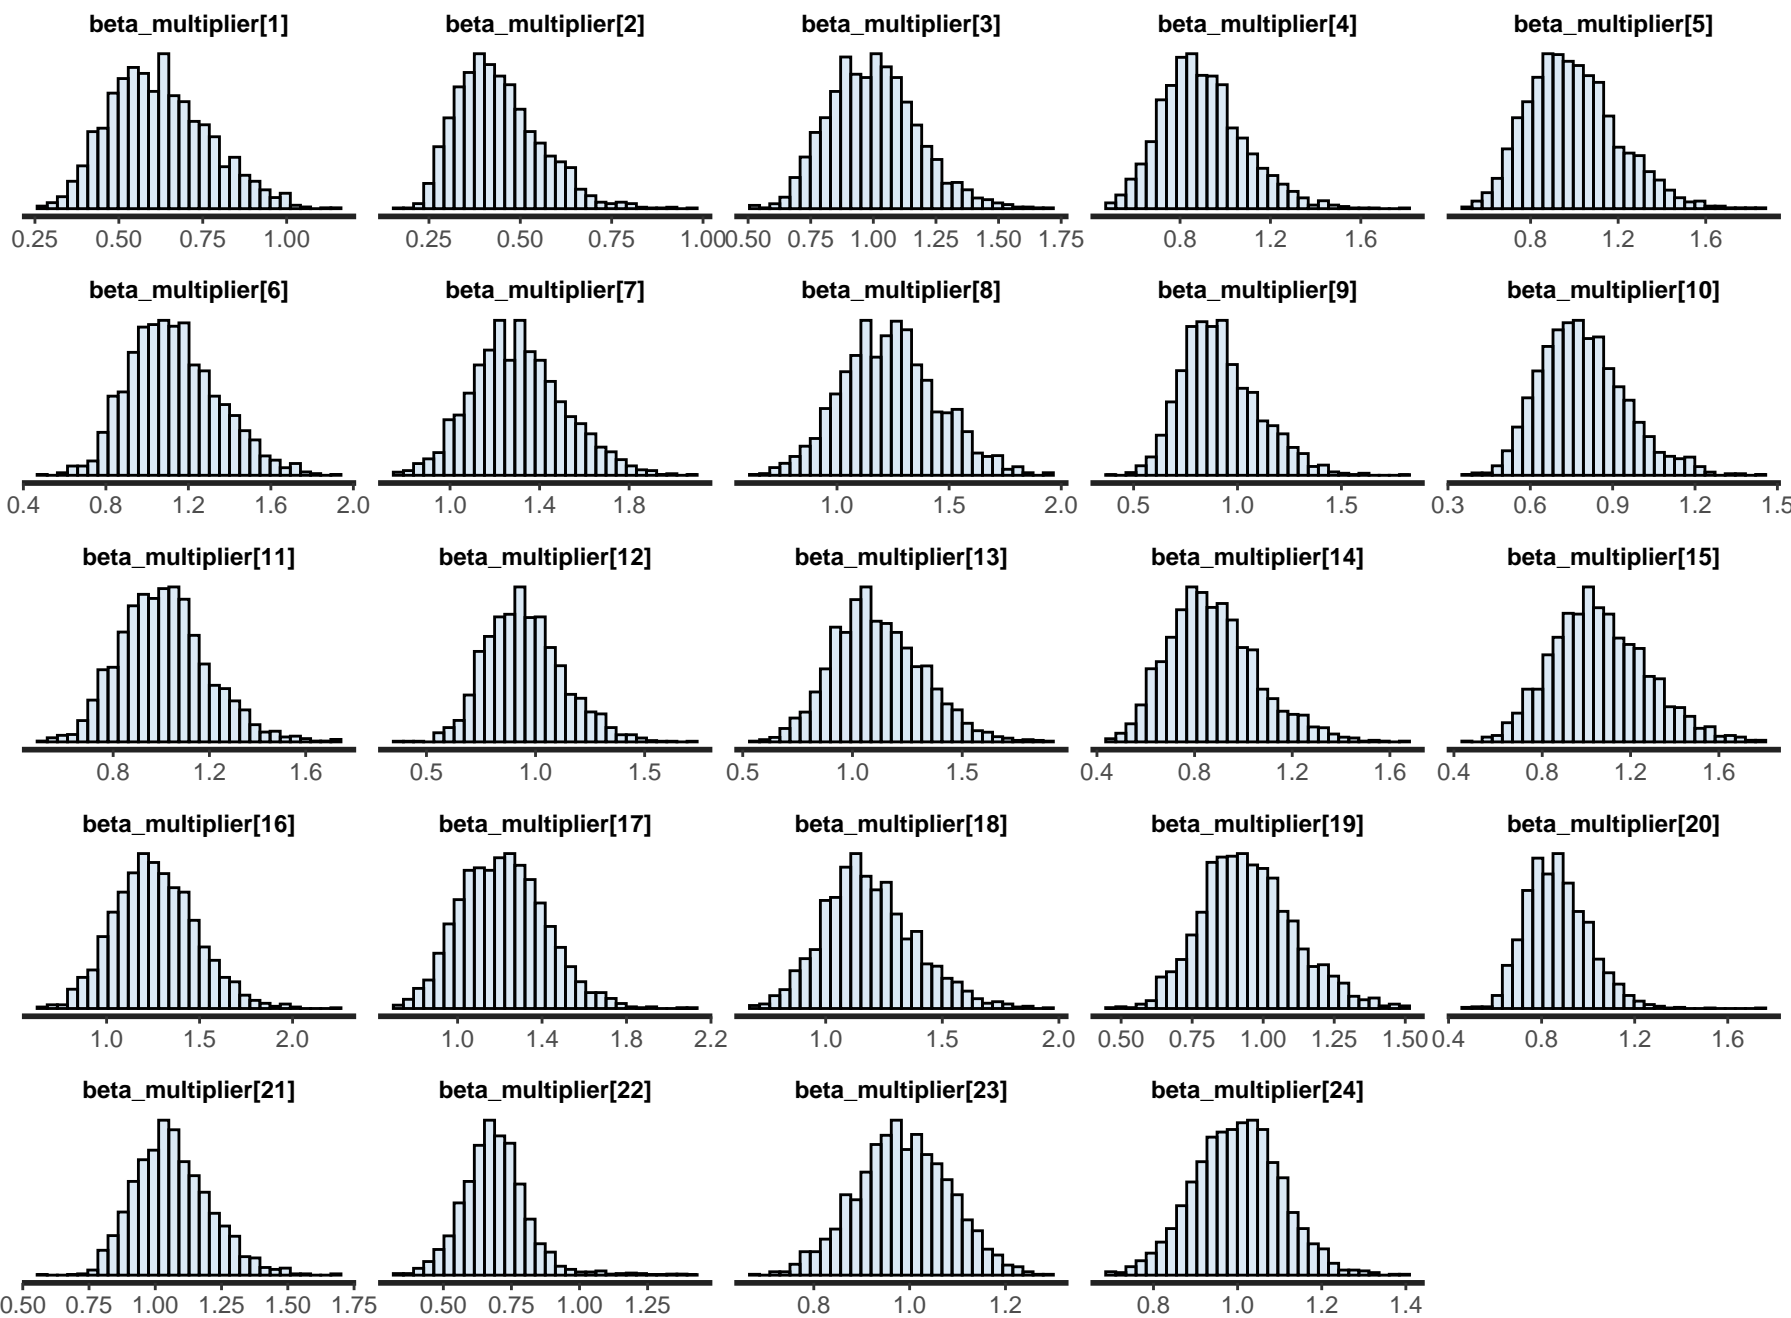 beta_multiplier[1] beta_multiplier[2] beta_multiplier[3] beta_multiplier[4] beta_multiplier[5]
0.25 0.50 0.75 1.00 0.25 0.50 0.75 1.00 0.50 0.75 1.00 1.25 1.50 1.75 0.8 1.2 1.6 0.8 1.2 1.6
beta_multiplier[6] beta_multiplier[7] beta_multiplier[8] beta_multiplier[9] beta_multiplier[10]
0.4 0.8 1.2 1.6 2.0 1.0 1.4 1.8 1.0 1.5 2.0 0.5 1.0 1.5 0.3 0.6 0.9 1.2 1.5
beta_multiplier[11] beta_multiplier[12] beta_multiplier[13] beta_multiplier[14] beta_multiplier[15]
0.8 1.2 1.6 0.5 1.0 1.5 0.5 1.0 1.5 0.4 0.8 1.2 1.6 0.4 0.8 1.2 1.6
beta_multiplier[16] beta_multiplier[17] beta_multiplier[18] beta_multiplier[19] beta_multiplier[20]
1.0 1.5 2.0 1.0 1.4 1.8 2.2 1.0 1.5 2.0 0.50 0.75 1.00 1.25 1.50 0.4 0.8 1.2 1.6
beta_multiplier[21] beta_multiplier[22] beta_multiplier[23] beta_multiplier[24]
0.50 0.75 1.00 1.25 1.50 1.75 0.50 0.75 1.00 1.25 0.8 1.0 1.2 0.8 1.0 1.2 1.4